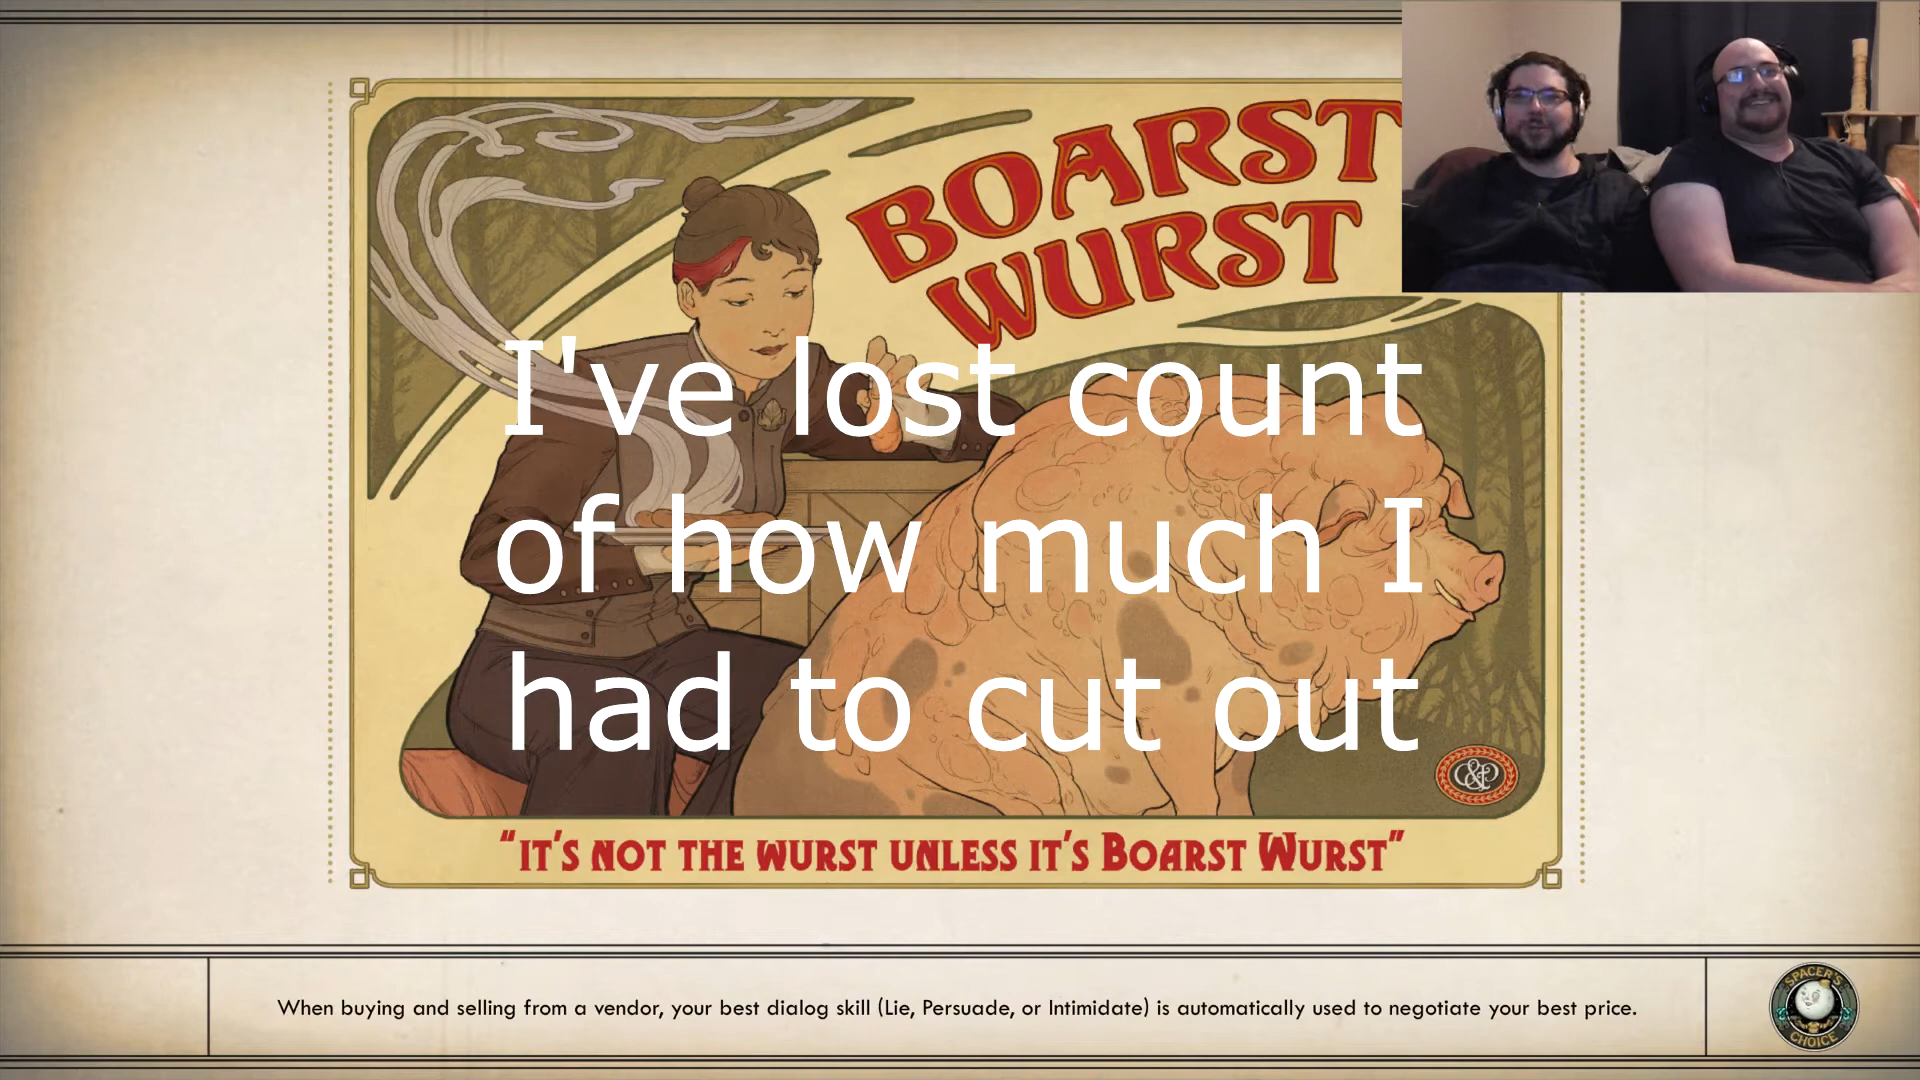 BOARST
WURST
I've lost count
of how much I
had to cut out
C&P
"IT'S NOT THE WURST UNLESS IT'S BOARST WURST"
When buying and selling from a vendor, your best dialog skill (Lie, Persuade, or Intimidate) is automatically used to negotiate your best price.
SPACER'S
CHOICE